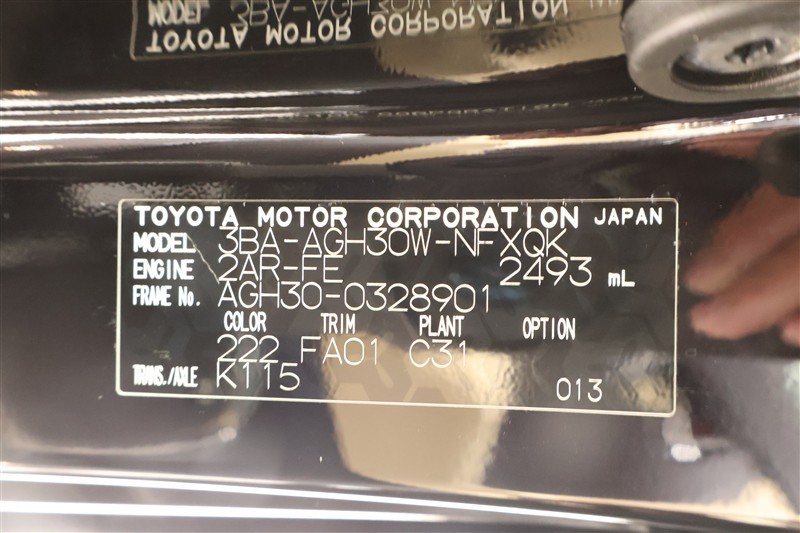 TOYOTA MOTOR CORPORATION JAPAN
MODEL 3BA-AGH30W-NFXQK
ENGINE 2AR-FE 2493 mL
FRAME No. AGH30-0328901
COLOR TRIM PLANT OPTION
222 FA01 C31
TRANS./AXLE K115 013